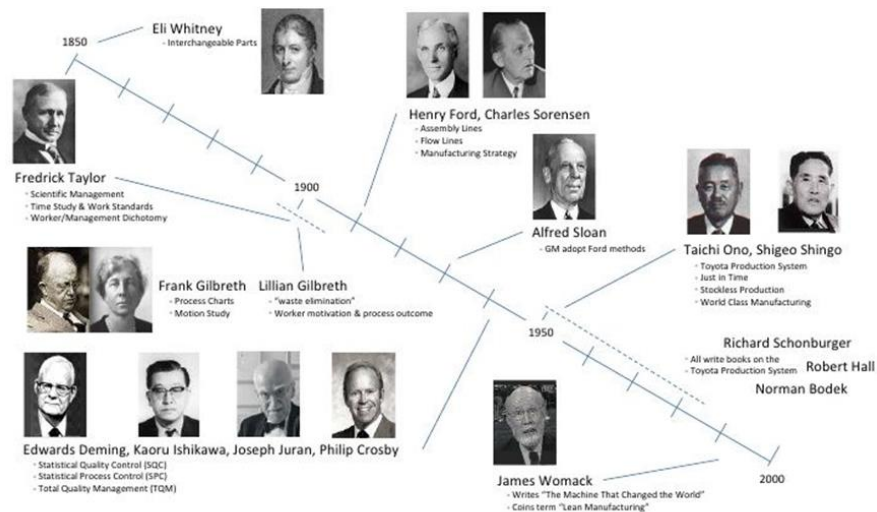 1850
Eli Whitney
- Interchangeable Parts
Henry Ford, Charles Sorensen
- Assembly Lines
- Flow Lines
- Manufacturing Strategy
Fredrick Taylor
- Scientific Management
- Time Study & Work Standards
- Worker/Management Dichotomy
1900
Alfred Sloan
- GM adopt Ford methods
Taichi Ono, Shigeo Shingo
- Toyota Production System
- Just in Time
- Stockless Production
- World Class Manufacturing
Frank Gilbreth
- Process Charts
- Motion Study
Lillian Gilbreth
- "waste elimination"
- Worker motivation & process outcome
1950
Richard Schonburger
- All write books on the
- Toyota Production System
Robert Hall
Norman Bodek
Edwards Deming, Kaoru Ishikawa, Joseph Juran, Philip Crosby
- Statistical Quality Control (SQC)
- Statistical Process Control (SPC)
- Total Quality Management (TQM)
James Womack
- Writes "The Machine That Changed the World"
- Coins term "Lean Manufacturing"
2000